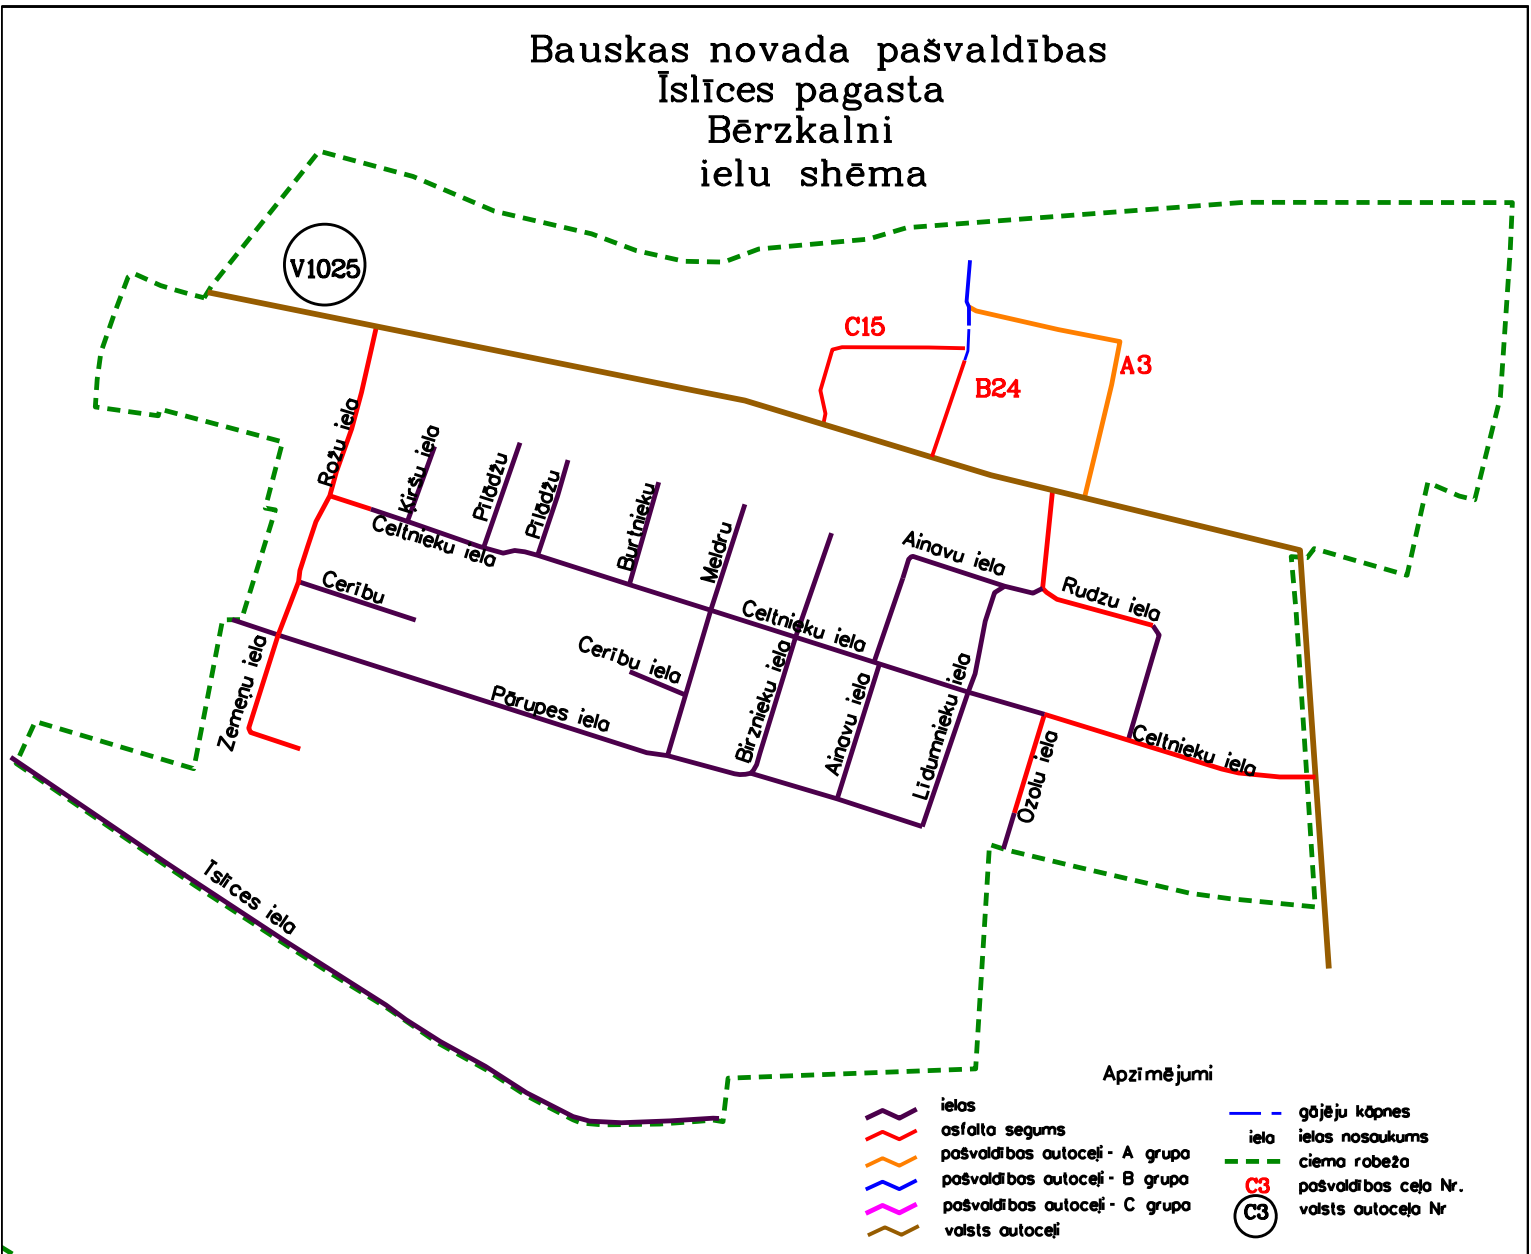 Bauskas novada pašvaldības
Īslīces pagasta
Bērzkalni
ielu shēma
V1025
C15
A3
B24
Rožu iela
Ķiršu iela
Pīlādžu
Pīlādžu
Burtnieku
Meldru
Celtnieku iela
Ainavu iela
Rudzu iela
Cerību
Celtnieku iela
Cerību iela
Zemeņu iela
Pārupes iela
Birznieku iela
Ainavu iela
Līdumnieku iela
Ozolu iela
Celtnieku iela
Īslīces iela
Apzīmējumi
ielas
asfalta segums
pašvaldības autoceļi - A grupa
pašvaldības autoceļi - B grupa
pašvaldības autoceļi - C grupa
valsts autoceļi
gājēju kāpnes
iela ielas nosaukums
ciema robeža
C3 pašvaldības ceļa Nr.
C3 valsts autoceļa Nr